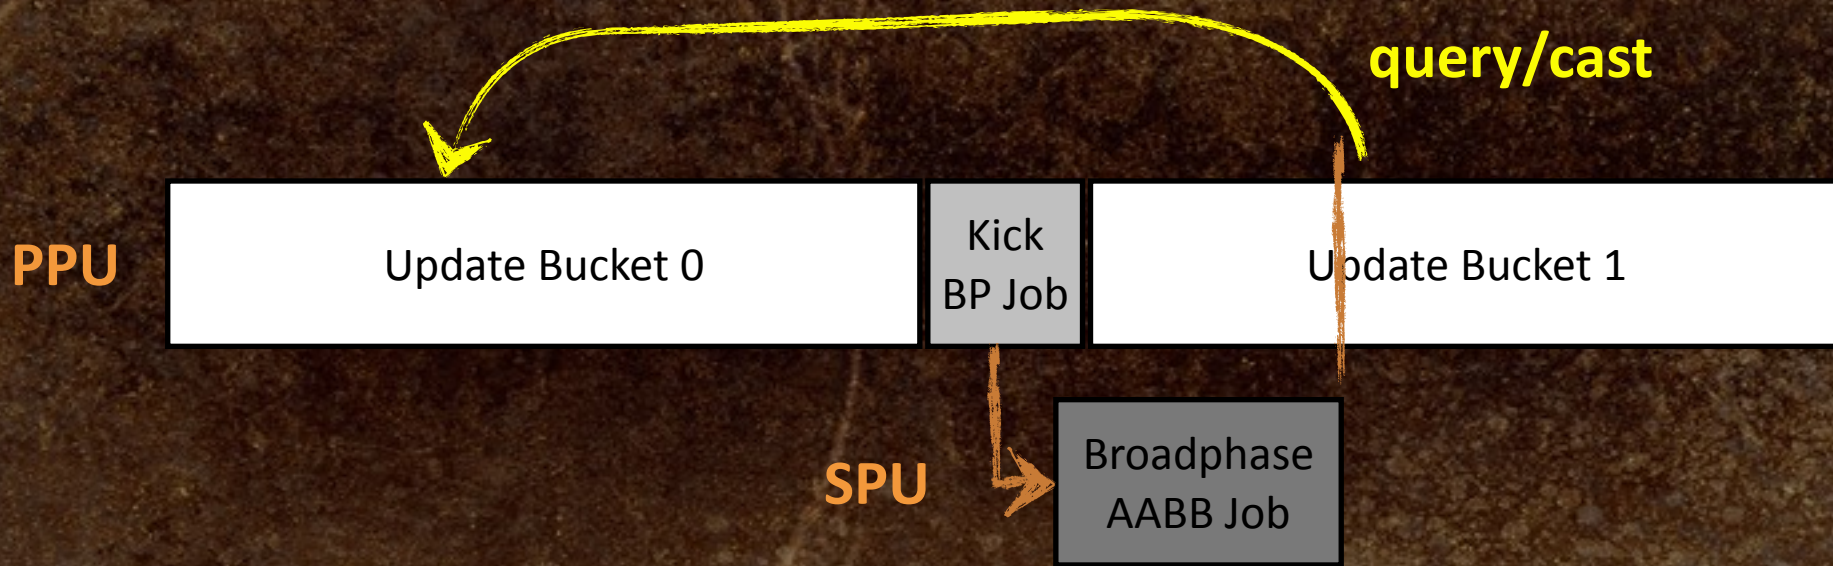 query/cast
PPU
Update Bucket 0
Kick
BP Job
Update Bucket 1
SPU
Broadphase
AABB Job